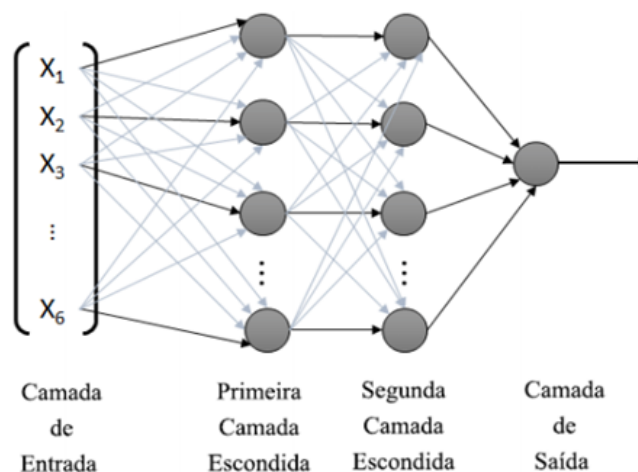 X1
X2
X3
...
X6
Camada de Entrada
Primeira Camada Escondida
Segunda Camada Escondida
Camada de Saída